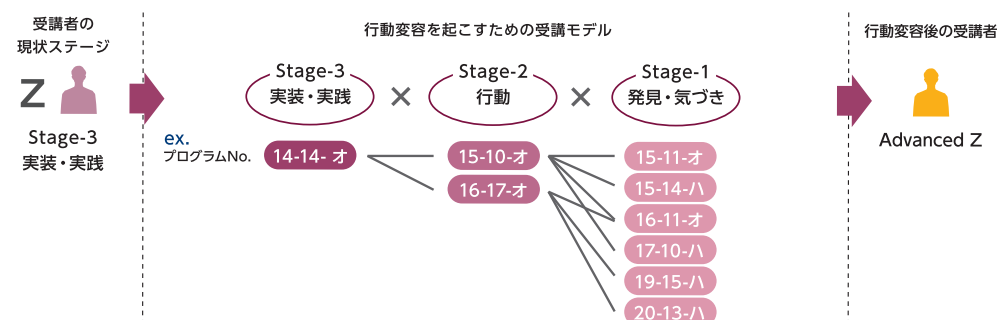 受講者の
現状ステージ
Z
Stage-3
実装・実践
行動変容を起こすための受講モデル
Stage-3
実装・実践
×
Stage-2
行動
×
Stage-1
発見・気づき
ex.
プログラムNo.
14-14- オ
15-10-オ
16-17-オ
15-11-オ
15-14-ハ
16-11-オ
17-10-ハ
19-15-ハ
20-13-ハ
行動変容後の受講者
Advanced Z